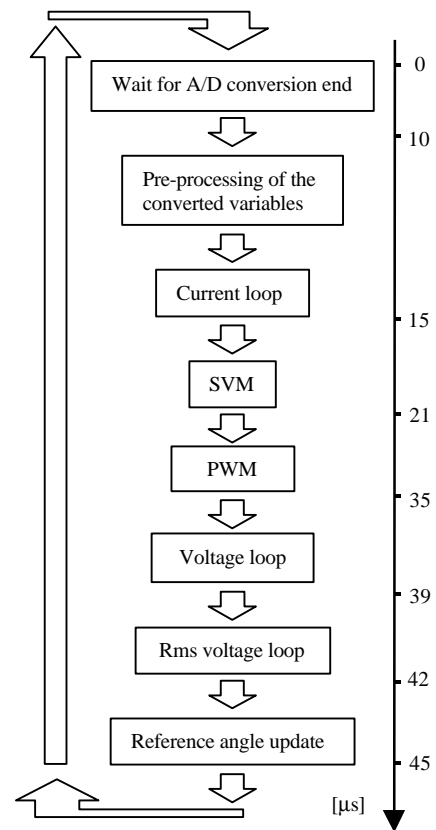 0
Wait for A/D conversion end
10
Pre-processing of the
converted variables
Current loop
15
SVM
21
PWM
35
Voltage loop
39
Rms voltage loop
42
Reference angle update
45
[μs]